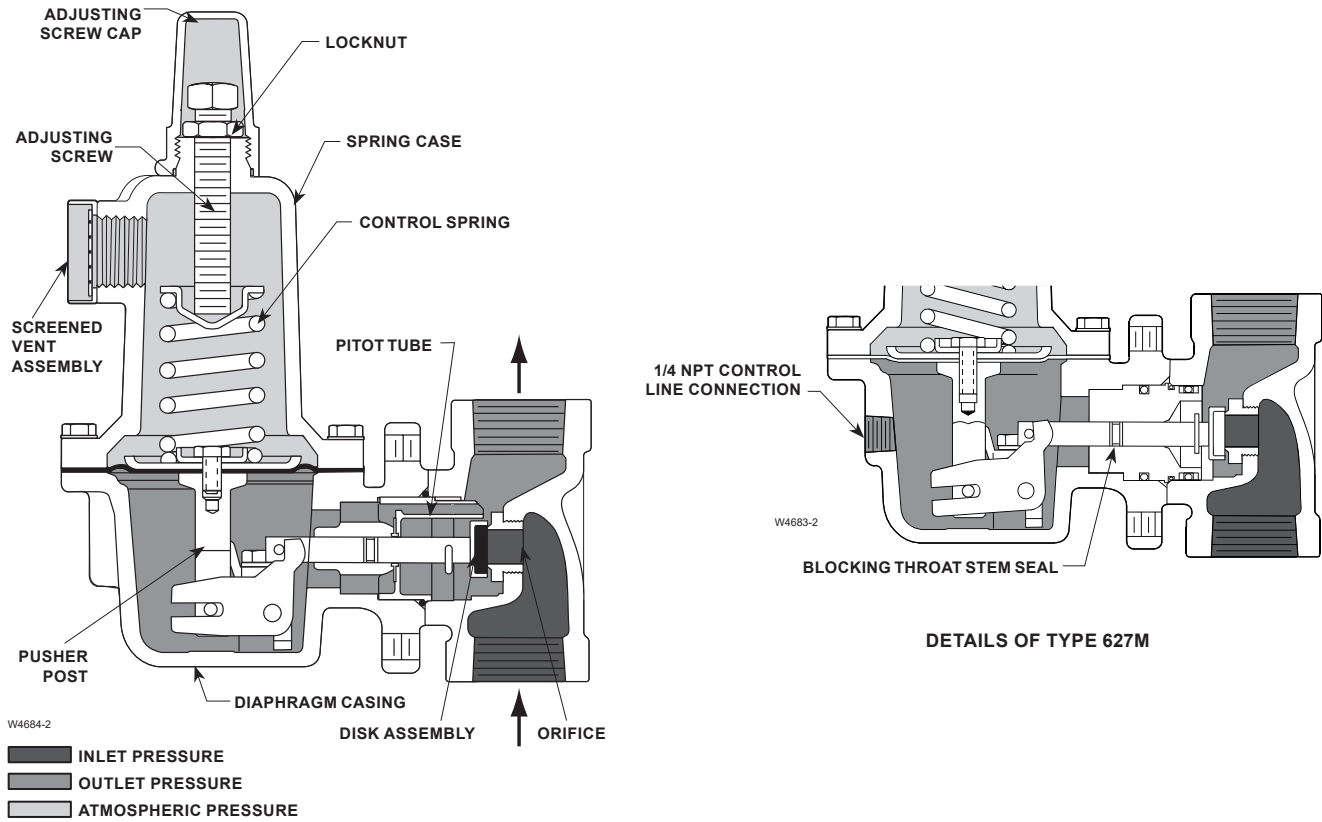 ADJUSTING
SCREW CAP
LOCKNUT
ADJUSTING
SCREW
SPRING CASE
CONTROL SPRING
SCREENED
VENT
ASSEMBLY
PITOT TUBE
PUSHER
POST
DIAPHRAGM CASING
DISK ASSEMBLY
ORIFICE
W4684-2
INLET PRESSURE
OUTLET PRESSURE
ATMOSPHERIC PRESSURE
1/4 NPT CONTROL
LINE CONNECTION
W4683-2
BLOCKING THROAT STEM SEAL
DETAILS OF TYPE 627M